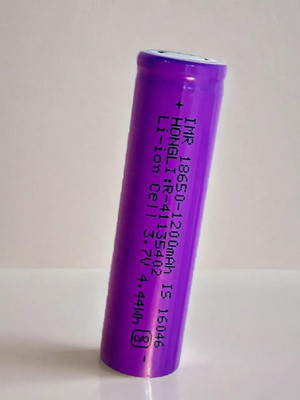 + IMR 18650-1200mAh IS 16046
HONGLI:R-41135402
Li-ion Cell 3.7V 4.44Wh -